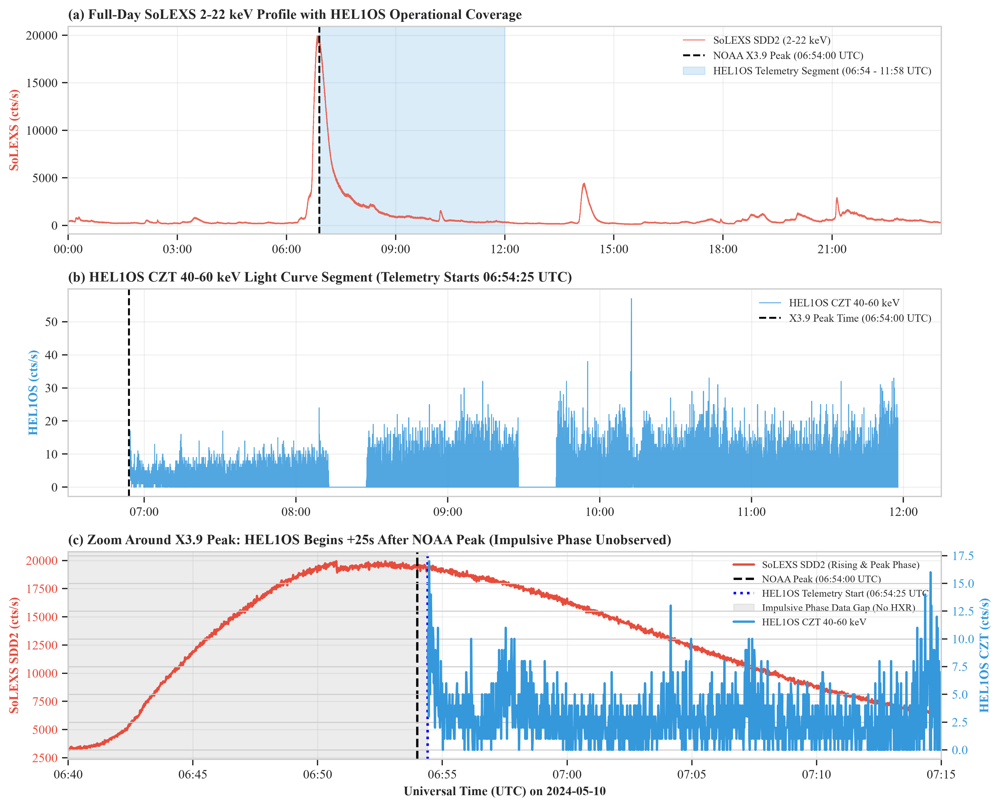 (a) Full-Day SoLEXS 2-22 keV Profile with HEL1OS Operational Coverage
SoLEXS (cts/s)
20000
15000
10000
5000
0
SoLEXS SDD2 (2-22 keV)
NOAA X3.9 Peak (06:54:00 UTC)
HEL1OS Telemetry Segment (06:54 - 11:58 UTC)
00:00 03:00 06:00 09:00 12:00 15:00 18:00 21:00
(b) HEL1OS CZT 40-60 keV Light Curve Segment (Telemetry Starts 06:54:25 UTC)
HEL1OS (cts/s)
50
40
30
20
10
0
HEL1OS CZT 40-60 keV
X3.9 Peak Time (06:54:00 UTC)
07:00 08:00 09:00 10:00 11:00 12:00
(c) Zoom Around X3.9 Peak: HEL1OS Begins +25s After NOAA Peak (Impulsive Phase Unobserved)
SoLEXS SDD2 (cts/s)
20000
17500
15000
12500
10000
7500
5000
2500
SoLEXS SDD2 (Rising & Peak Phase)
NOAA Peak (06:54:00 UTC)
HEL1OS Telemetry Start (06:54:25 UTC
Impulsive Phase Data Gap (No HXR)
HEL1OS CZT 40-60 keV
17.5
15.0
12.5
10.0
7.5
5.0
2.5
0.0
HEL1OS CZT (cts/s)
06:40 06:45 06:50 06:55 07:00 07:05 07:10 07:15
Universal Time (UTC) on 2024-05-10